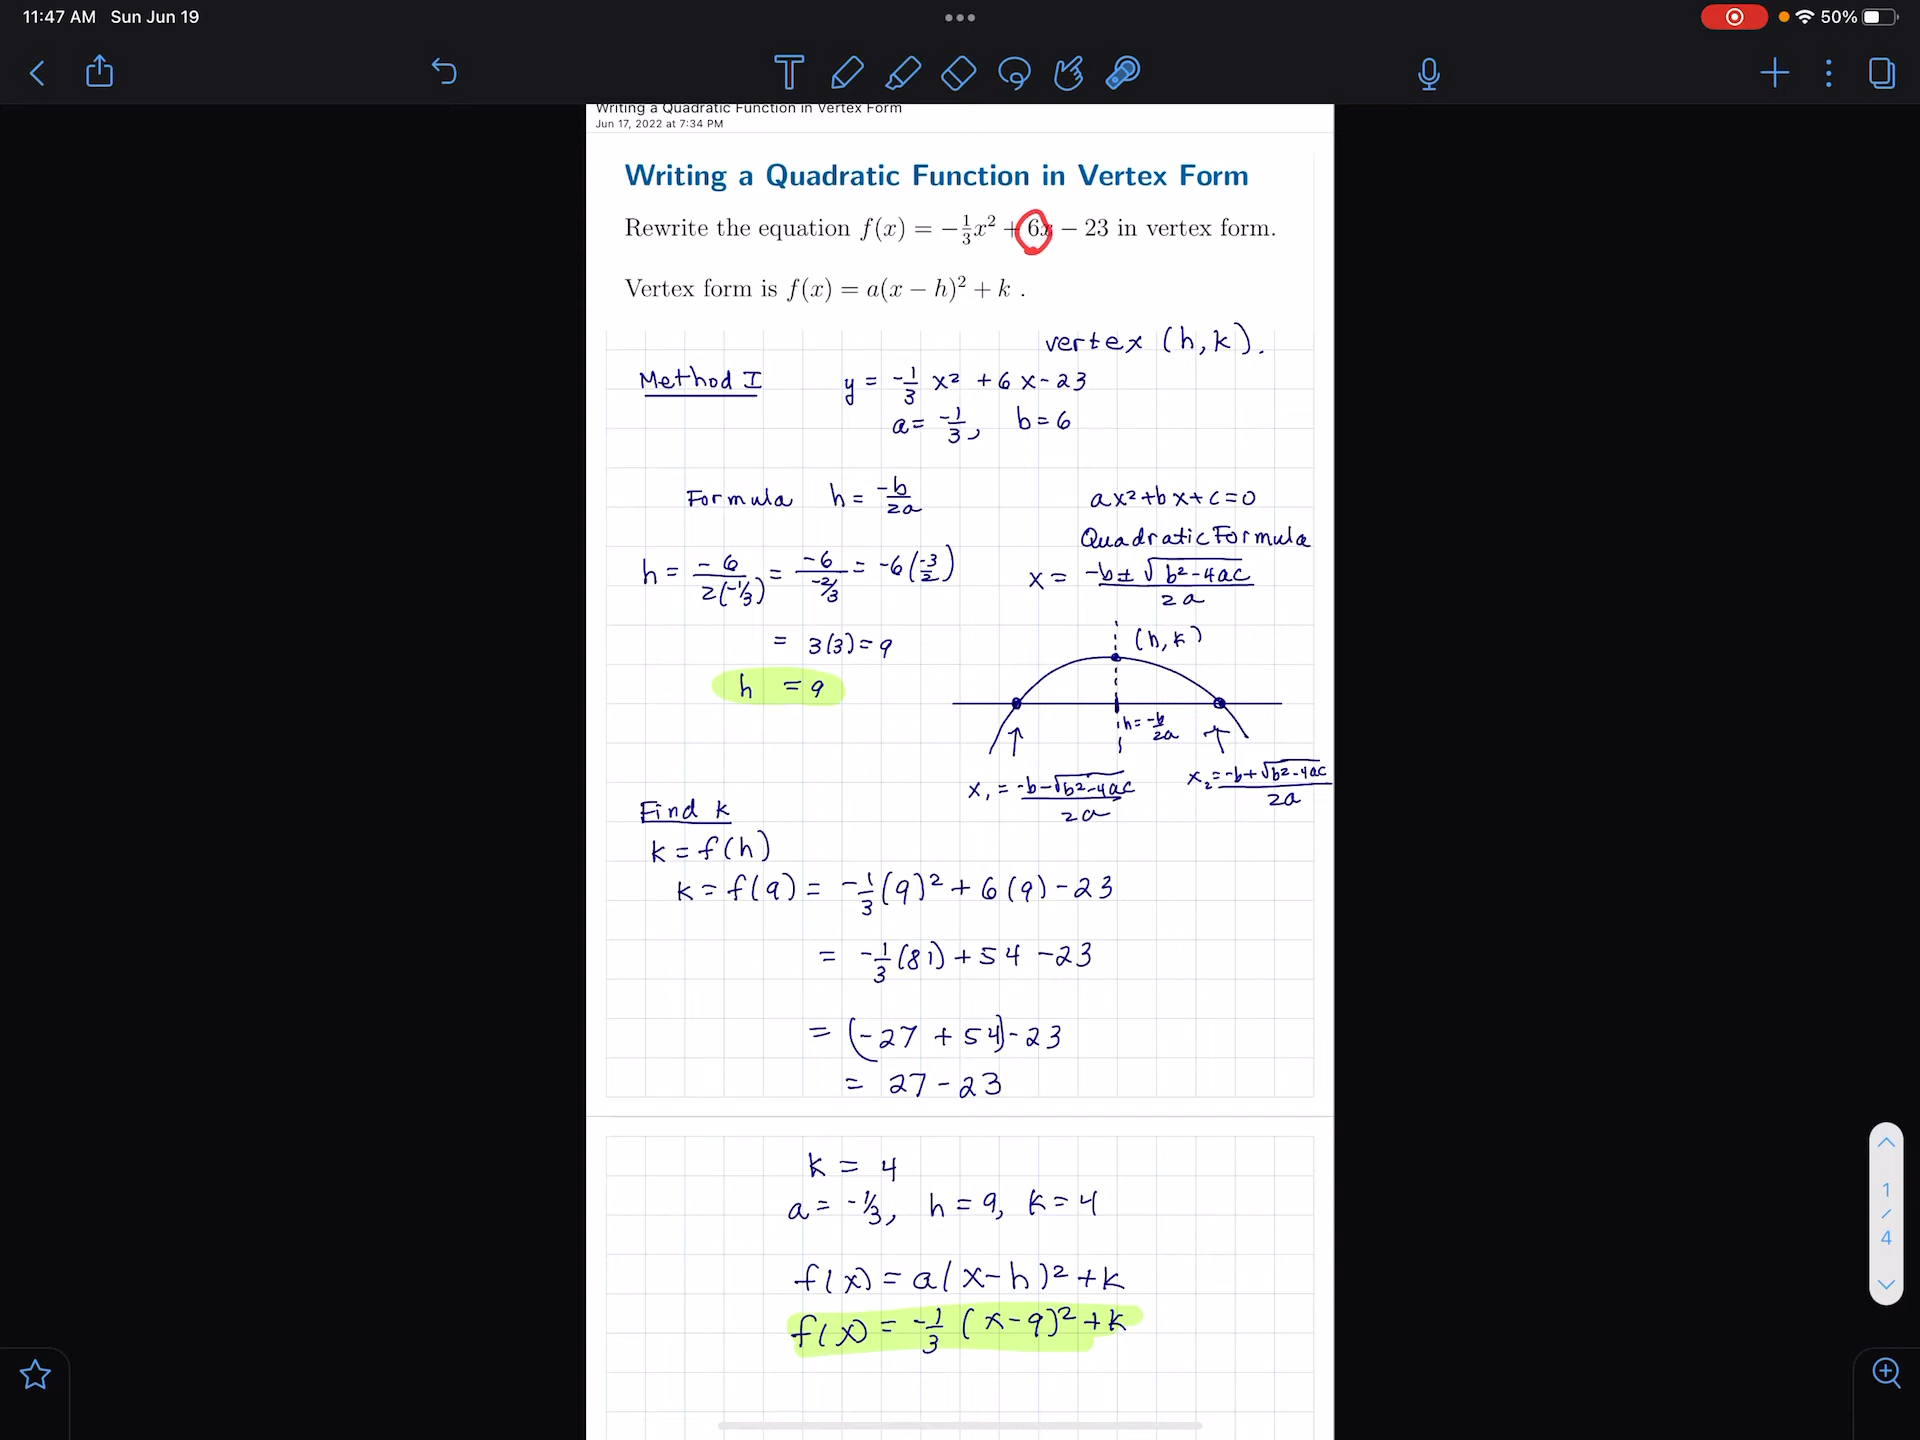 11:47 AM Sun Jun 19
50%
Writing a Quadratic Function in Vertex Form
Jun 17, 2022 at 7:34 PM
Writing a Quadratic Function in Vertex Form
Rewrite the equation f(x) = −1/3x² + 6x − 23 in vertex form.
Vertex form is f(x) = a(x − h)² + k .
vertex (h,k).
Method I y = -1/3 x² + 6x - 23
a = -1/3, b = 6
Formula h = -b/2a
ax²+bx+c=0
Quadratic Formula
h = -6/2(-1/3) = -6/-2/3 = -6(-3/2)
x = -b±√b²-4ac/2a
= 3(3) = 9
(h,k)
h = 9
h = -b/2a
x₁ = -b-√b²-4ac/2a
x₂ = -b+√b²-4ac/2a
Find k
k = f(h)
k = f(9) = -1/3(9)² + 6(9) - 23
= -1/3(81) + 54 - 23
= (-27 + 54) - 23
= 27 - 23
k = 4
a = -1/3, h = 9, k = 4
f(x) = a(x-h)² + k
f(x) = -1/3 (x-9)² + k
1
/
4